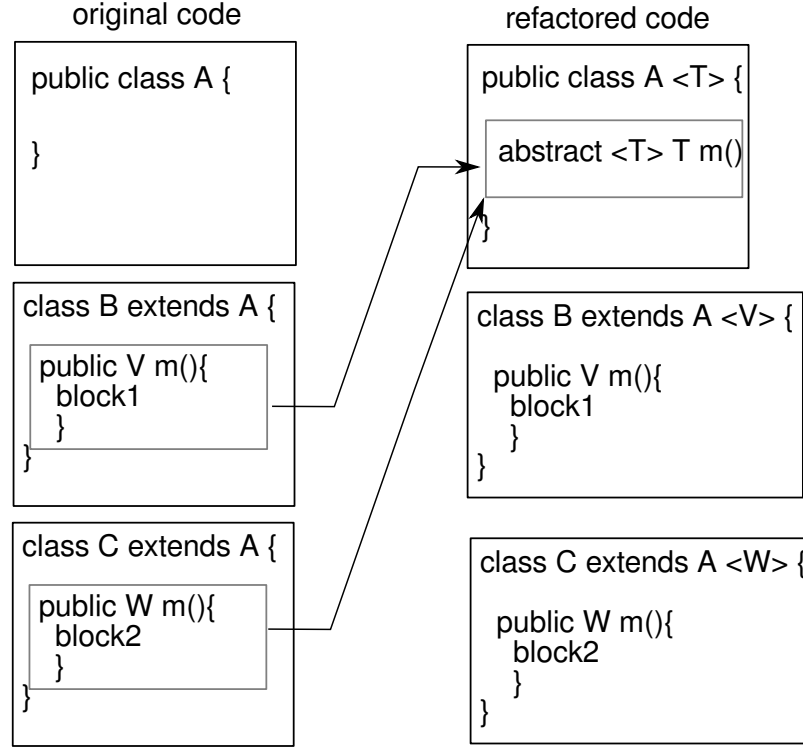 original code
public class A {
}
class B extends A {
public V m(){
block1
}
}
class C extends A {
public W m(){
block2
}
}
refactored code
public class A <T> {
abstract <T> T m()
}
class B extends A <V> {
public V m(){
block1
}
}
class C extends A <W> {
public W m(){
block2
}
}